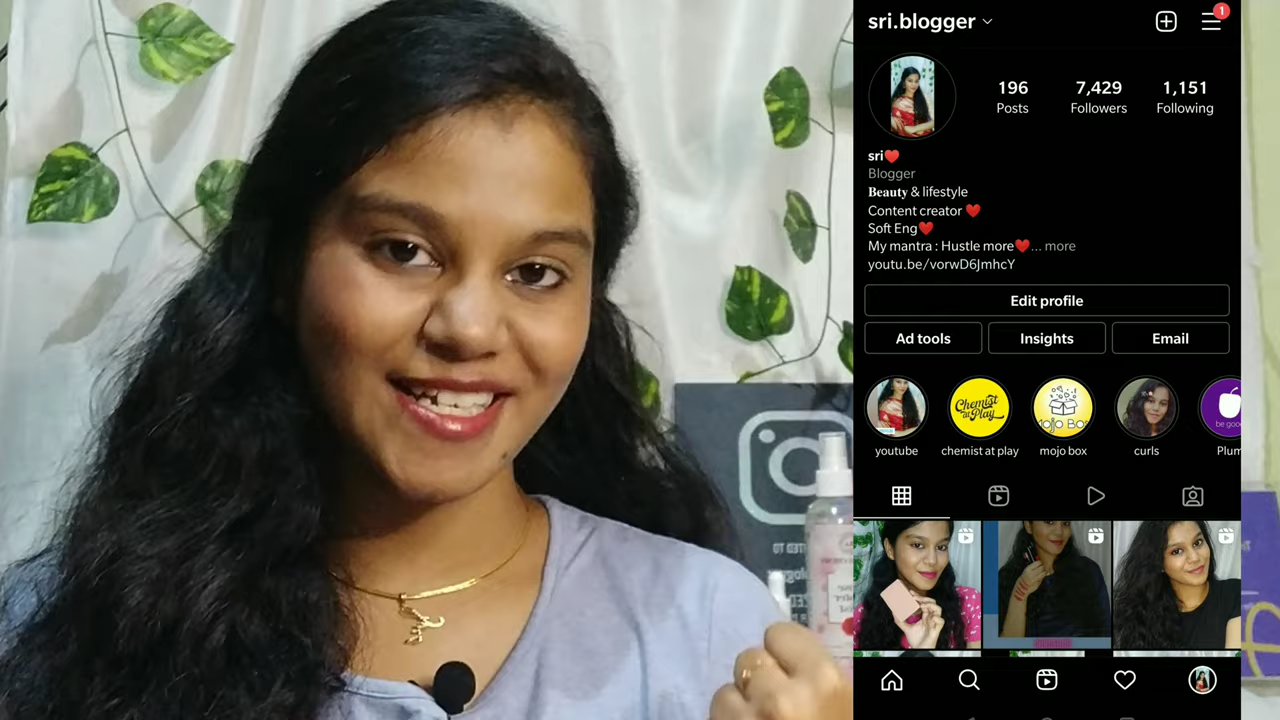 sri.blogger
1
196
7,429
1,151
Posts
Followers
Following
sri❤️
Blogger
Beauty & lifestyle
Content creator ❤️
Soft Eng❤️
My mantra : Hustle more❤️... more
youtu.be/vorwD6JmhcY
Edit profile
Ad tools
Insights
Email
Chemist at Play
be good
youtube
chemist at play
mojo box
curls
Plum